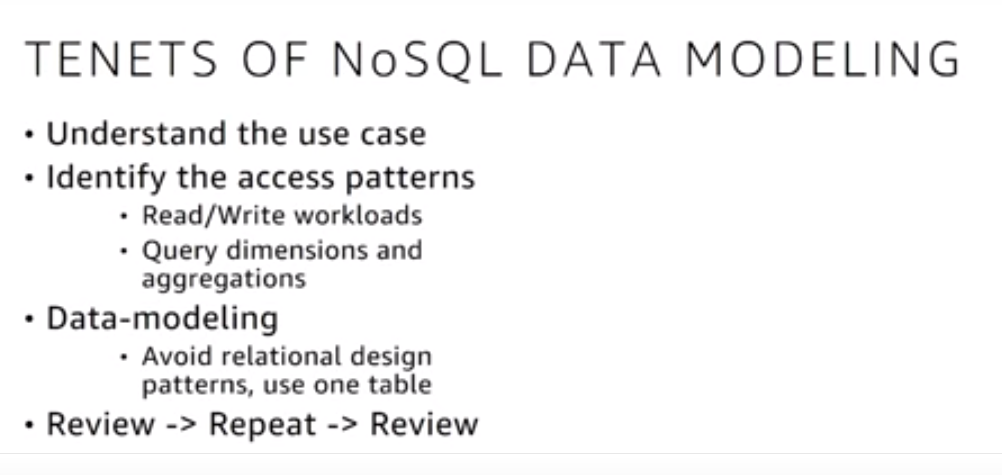 TENETS OF NoSQL DATA MODELING
• Understand the use case
• Identify the access patterns
• Read/Write workloads
• Query dimensions and
aggregations
• Data-modeling
• Avoid relational design
patterns, use one table
• Review -> Repeat -> Review